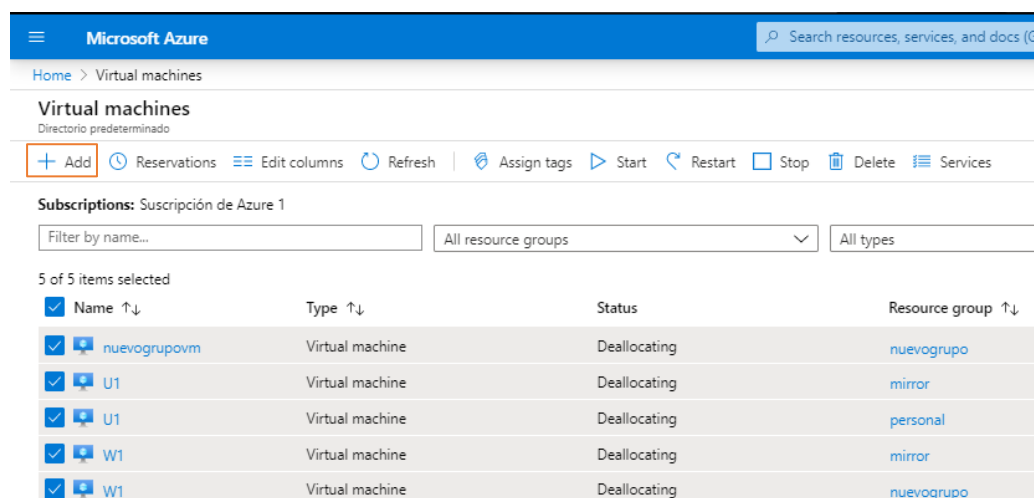 Microsoft Azure Search resources, services, and docs (G
Home > Virtual machines
Virtual machines
Directorio predeterminado
+ Add Reservations Edit columns Refresh Assign tags Start Restart Stop Delete Services
Subscriptions: Suscripción de Azure 1
Filter by name... All resource groups All types
5 of 5 items selected
Name ↑↓ Type ↑↓ Status Resource group ↑↓
nuevogrupovm Virtual machine Deallocating nuevogrupo
U1 Virtual machine Deallocating mirror
U1 Virtual machine Deallocating personal
W1 Virtual machine Deallocating mirror
W1 Virtual machine Deallocating nuevogrupo